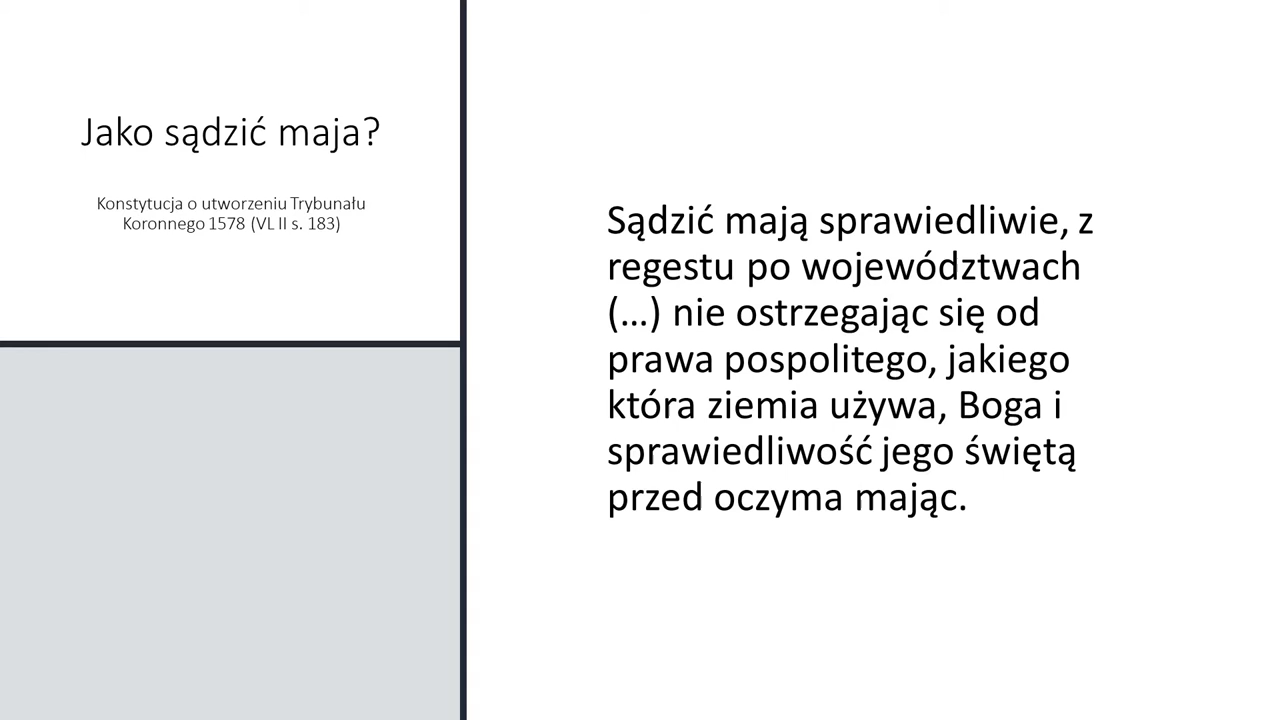 Jako sądzić maja?
Konstytucja o utworzeniu Trybunału
Koronnego 1578 (VL II s. 183)
Sądzić mają sprawiedliwie, z
regestu po województwach
(…) nie ostrzegając się od
prawa pospolitego, jakiego
która ziemia używa, Boga i
sprawiedliwość jego świętą
przed oczyma mając.